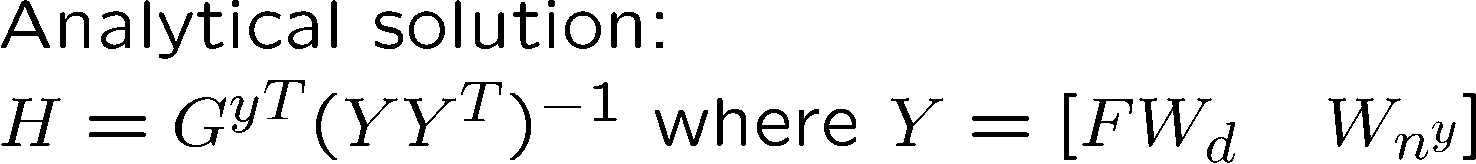 Analytical solution:
H = G^{yT}(YY^T)^{-1} where Y = [FW_d W_{n^y}]